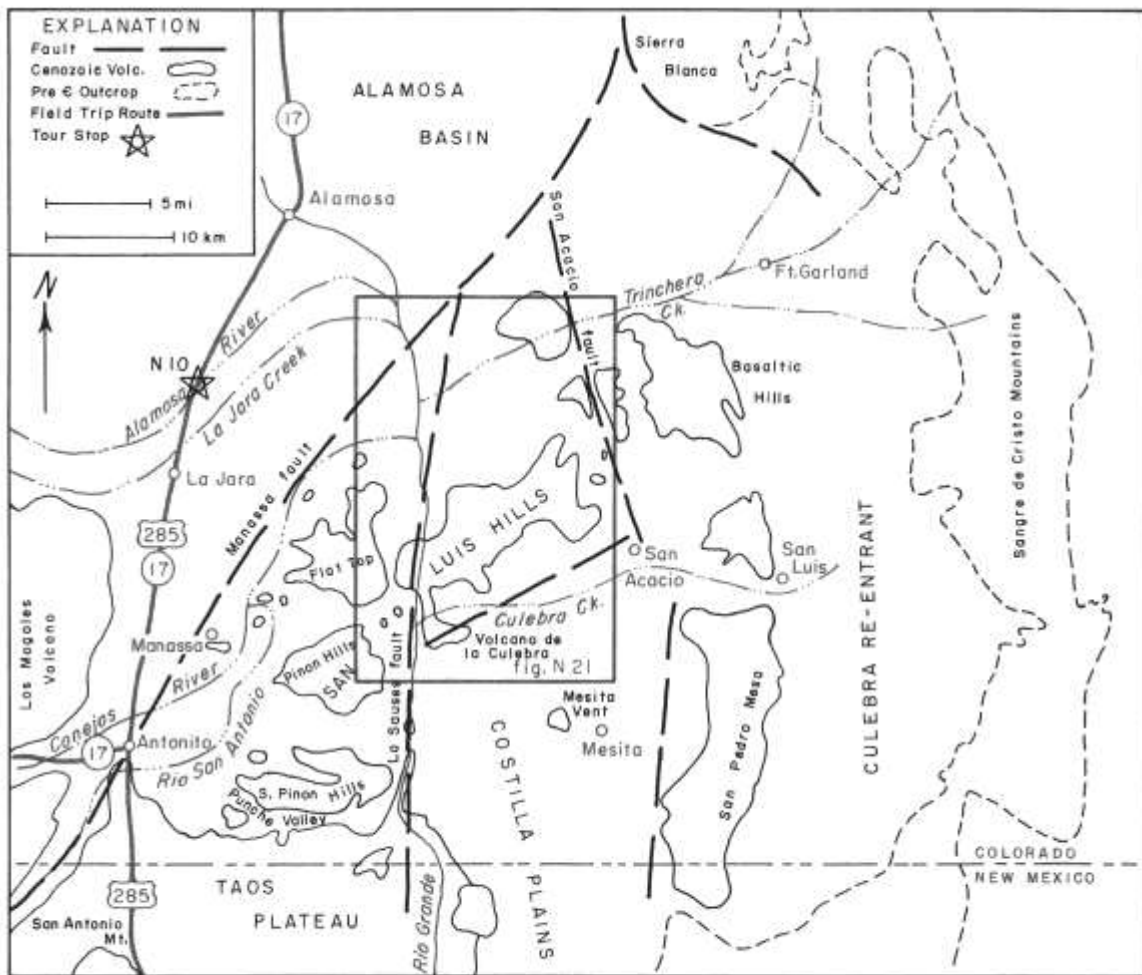 EXPLANATION
Fault
Cenozoic Volc.
Pre Є Outcrop
Field Trip Route
Tour Stop
5 mi
10 km
N
17
ALAMOSA
BASIN
Sierra
Blanca
Alamosa
San Acacio fault
Trinchera
Ck.
Ft. Garland
N 10
Alamosa River
La Jara Creek
La Jara
Basaltic
Hills
Sangre de Cristo Mountains
Manassa fault
285
17
Flat Top
LUIS HILLS
San
Acacio
San
Luis
CULEBRA RE-ENTRANT
Culebra Ck.
Volcano de
la Culebra
fig. N 21
Los Mogoles
Volcano
Manassa
Pinon Hills
SAN
La Sauses fault
Mesita
Vent
Mesita
COSTILLA
PLAINS
San Pedro Mesa
Conejos River
17
Antonito
Rio San Antonio
S. Pinon Hills
Punche Valley
COLORADO
NEW MEXICO
285
TAOS
PLATEAU
Rio Grande
San Antonio
Mt.